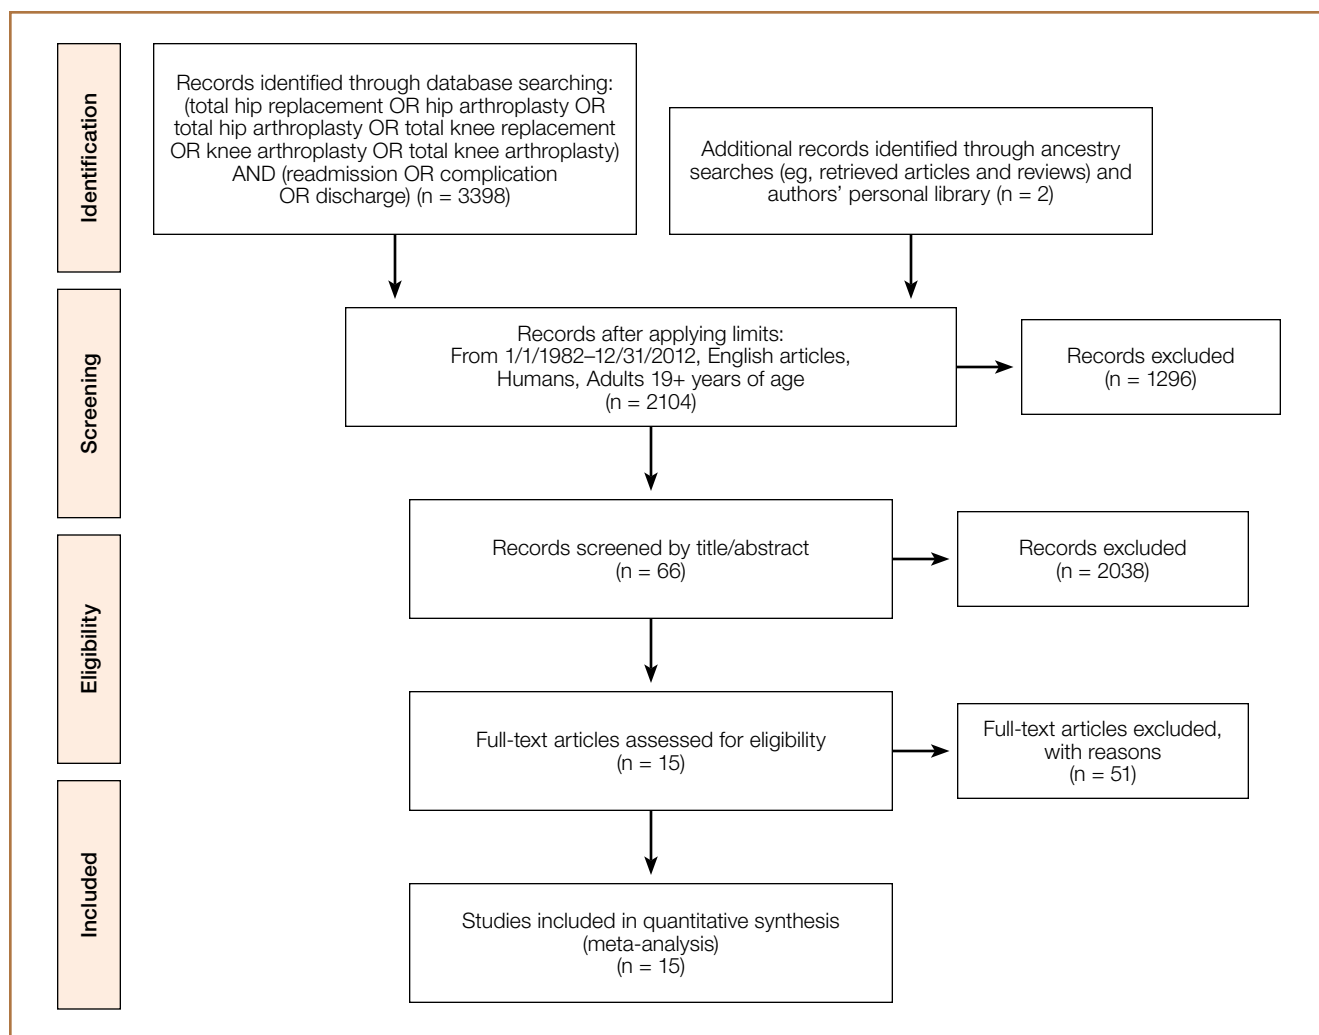 Identification
Records identified through database searching:
(total hip replacement OR hip arthroplasty OR
total hip arthroplasty OR total knee replacement
OR knee arthroplasty OR total knee arthroplasty)
AND (readmission OR complication
OR discharge) (n = 3398)
Additional records identified through ancestry
searches (eg, retrieved articles and reviews) and
authors’ personal library (n = 2)
Screening
Records after applying limits:
From 1/1/1982–12/31/2012, English articles,
Humans, Adults 19+ years of age
(n = 2104)
Records excluded
(n = 1296)
Records screened by title/abstract
(n = 66)
Records excluded
(n = 2038)
Eligibility
Full-text articles assessed for eligibility
(n = 15)
Full-text articles excluded,
with reasons
(n = 51)
Included
Studies included in quantitative synthesis
(meta-analysis)
(n = 15)